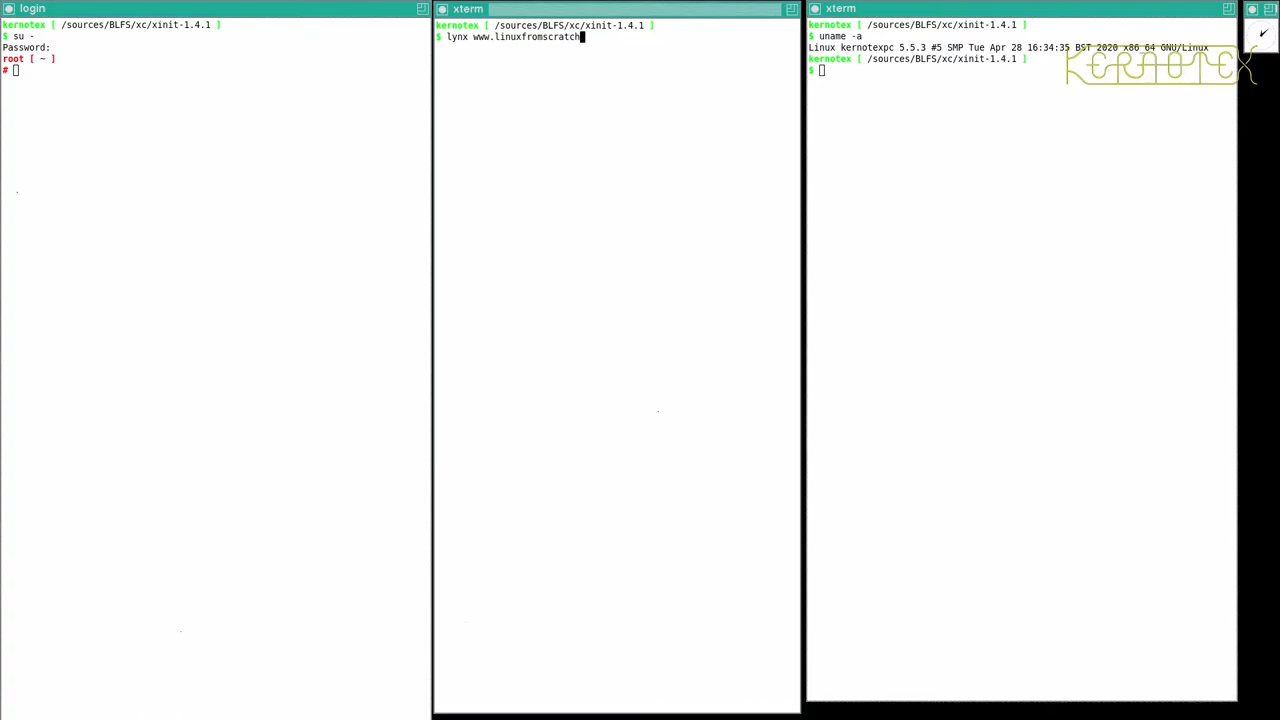 login
kernotex [ /sources/BLFS/xc/xinit-1.4.1 ]
$ su -
Password:
root [ ~ ]
#
xterm
kernotex [ /sources/BLFS/xc/xinit-1.4.1 ]
$ lynx www.linuxfromscratch
xterm
kernotex [ /sources/BLFS/xc/xinit-1.4.1 ]
$ uname -a
Linux kernotexpc 5.5.3 #5 SMP Tue Apr 28 16:34:35 BST 2020 x86_64 GNU/Linux
kernotex [ /sources/BLFS/xc/xinit-1.4.1 ]
$
KERNOTEX